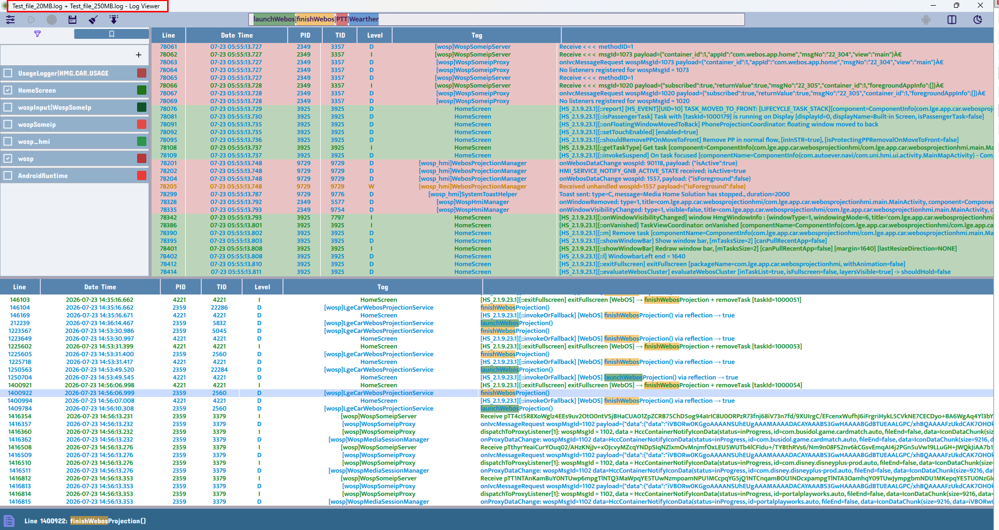 Test_file_20MB.log + Test_file_250MB.log - Log Viewer
launchWebos|finishWebos|PTT|Wearther
UsageLogger|HMG.CAR.USAGE
HomeScreen
wospInput|WospSomeIp
wospSomeip
wosp_hmi
wosp
AndroidRuntime
Line Date Time PID TID Level Tag
78061 07-23 05:55:13.727 2349 3357 D [wosp]WospSomeipServer Receive < < < methodID=1
78062 07-23 05:55:13.727 2349 3357 I [wosp]WospSomeipServer Receive < < < msgId=1073 payload={"container_id":1,"appId":"com.webos.app.home","msgNo":"22_304","view":"main"}À€
78063 07-23 05:55:13.727 2349 3357 D [wosp]WospSomeipProxy onIvcMessageRequest wospMsgId=1073 payload={"container_id":1,"appId":"com.webos.app.home","msgNo":"22_304","view":"main"}À€
78064 07-23 05:55:13.727 2349 3357 D [wosp]WospSomeipProxy No listeners registered for wospMsgId = 1073
78065 07-23 05:55:13.727 2349 3357 D [wosp]WospSomeipServer Receive < < < methodID=1
78066 07-23 05:55:13.728 2349 3357 I [wosp]WospSomeipServer Receive < < < msgId=1020 payload={"subscribed":true,"returnValue":true,"msgNo":"22_305","container_id":1,"foregroundAppInfo":[]}À€
78067 07-23 05:55:13.728 2349 3357 D [wosp]WospSomeipProxy onIvcMessageRequest wospMsgId=1020 payload={"subscribed":true,"returnValue":true,"msgNo":"22_305","container_id":1,"foregroundAppInfo":[]}À€
78069 07-23 05:55:13.728 2349 3357 D [wosp]WospSomeipProxy No listeners registered for wospMsgId = 1020
78076 07-23 05:55:13.729 3925 3925 D HomeScreen [HS_2.1.9.23.1][::report] [HS_EVENT][UID=10] TASK_MOVED_TO_FRONT: [LIFECYCLE_TASK_STACK][component=ComponentInfo{com.lge.app.car.webosproj
78081 07-23 05:55:13.730 3925 3925 D HomeScreen [HS_2.1.9.23.1][::isPassengerTask] Task with [taskId=1000179] is running on Display [displayId=0, displayName=Built-in Screen, isPassengerTask=false]
78091 07-23 05:55:13.735 3925 3925 D HomeScreen [HS_2.1.9.23.1][::onFloatingWindowMovedToBack] PhoneProjectionCoordinator: floating window moved to back
78092 07-23 05:55:13.735 3925 3925 D HomeScreen [HS_2.1.9.23.1][::setTouchEnabled] [enabled=true]
78095 07-23 05:55:13.736 3925 3925 D HomeScreen [HS_2.1.9.23.1][::shouldRemovePPOnMoveToFront] Remove PP in normal flow, [inInSTR=true], [isProtectingPPRemovalOnMoveToFront=false]
78108 07-23 05:55:13.737 3925 3925 I HomeScreen [HS_2.1.9.23.1][::getTaskType] Get task [component=ComponentInfo{com.lge.app.car.webosprojectionhmi/com.lge.app.car.webosprojectionhmi.main.Ma
78109 07-23 05:55:13.737 3925 3925 D HomeScreen [HS_2.1.9.23.1][::invokeSuspend] On task focused [componentName=ComponentInfo{com.autoever.navi/com.uni.hmi.ui.activity.MainMapActivity} - Com
78201 07-23 05:55:13.748 9729 9729 D [wosp_hmi]WebosProjectionManager onWebosDataChange wospId: 90118, payload: {"isActive":true}
78202 07-23 05:55:13.748 9729 9729 D [wosp_hmi]WebosProjectionManager HMI_SERVICE_NOTIFY_GNB_ACTIVE_STATE received: isActive=true
78204 07-23 05:55:13.748 9729 9729 D [wosp_hmi]WebosProjectionManager onWebosDataChange wospId: 1557, payload: {"isForeground":false}
78205 07-23 05:55:13.748 9729 9729 W [wosp_hmi]WebosProjectionManager Received unhandled wospId=1557 payload={"isForeground":false}
78299 07-23 05:55:13.787 9729 9776 D [wosp_hmi]SystemToastHelper Toast sent: type=C, message=Media Home Solution has stopped., duration=2000
78328 07-23 05:55:13.792 2349 5577 D [wosp]WospHmiManager onWindowRemoved: type=1, title=com.lge.app.car.webosprojectionhmi/com.lge.app.car.webosprojectionhmi.main.MainActivity, component=Compone
78335 07-23 05:55:13.793 2349 9754 D [wosp]WospHmiManager onWindowVisibilityChanged: type=1, visible=false, title=com.lge.app.car.webosprojectionhmi/com.lge.app.car.webosprojectionhmi.main.MainActivity, c
78342 07-23 05:55:13.793 3925 7797 I HomeScreen [HS_2.1.9.23.1][::onWindowVisibilityChanged] window HmgWindowInfo : {windowType=1, windowingMode=6, title='com.lge.app.car.webosprojectionhmi
78386 07-23 05:55:13.801 3925 3925 I HomeScreen [HS_2.1.9.23.1][::onVanished] TaskViewCoordinator: onVanished [componentName=ComponentInfo{com.lge.app.car.webosprojectionhmi/com.lge.app.ca
78390 07-23 05:55:13.802 3925 3925 D HomeScreen [HS_2.1.9.23.1][::m] Remove task [componentName=ComponentInfo{com.lge.app.car.webosprojectionhmi/com.lge.app.car.webosprojectionhmi.main.Ma
78395 07-23 05:55:13.803 3925 3925 D HomeScreen [HS_2.1.9.23.1][::showWindowBar] Show window bar, [mTasksSize=2] [canPullRecentApp=false]
78401 07-23 05:55:13.808 3925 3925 I HomeScreen [HS_2.1.9.23.1][::showWindowBar] Redraw window bar, [mTasksSize=2] [canPullRecentApp=false] [margin=1640] [lastResizeDirection=NONE]
78402 07-23 05:55:13.808 3925 3925 D HomeScreen [HS_2.1.9.23.1][::l] WindowbarLeft end = 1640
78412 07-23 05:55:13.810 3925 3925 D HomeScreen [HS_2.1.9.23.1][::exitFullscreen] exitFullscreen [packageName=com.lge.app.car.webosprojectionhmi, withAnimation=false]
78414 07-23 05:55:13.811 3925 3925 D HomeScreen [HS_2.1.9.23.1][::evaluateWebosCluster] evaluateWebosCluster [inTaskList=true, isFullscreen=false, layersVisible=true] -> shouldHold=false
Line Date Time PID TID Level Tag
146103 2026-07-23 14:35:16.662 4221 4221 I HomeScreen [HS_2.1.9.23.1][::exitFullscreen] exitFullscreen [WebOS] → finishWebosProjection + removeTask [taskId=1000051]
146104 2026-07-23 14:35:16.662 2359 22286 D [wosp]LgeCarWebosProjectionService finishWebosProjection()
146169 2026-07-23 14:35:16.671 4221 4221 D HomeScreen [HS_2.1.9.23.1][::invokeOrFallback] [WebOS] finishWebosProjection() via reflection → true
212239 2026-07-23 14:36:14.467 2359 5832 D [wosp]LgeCarWebosProjectionService launchWebosProjection()
1223567 2026-07-23 14:53:30.986 2359 5045 D [wosp]LgeCarWebosProjectionService finishWebosProjection()
1223649 2026-07-23 14:53:30.997 4221 4221 D HomeScreen [HS_2.1.9.23.1][::invokeOrFallback] [WebOS] finishWebosProjection() via reflection → true
1225602 2026-07-23 14:53:31.399 4221 4221 I HomeScreen [HS_2.1.9.23.1][::exitFullscreen] exitFullscreen [WebOS] → finishWebosProjection + removeTask [taskId=1000053]
1225605 2026-07-23 14:53:31.400 2359 2560 D [wosp]LgeCarWebosProjectionService finishWebosProjection()
1225718 2026-07-23 14:53:31.417 4221 4221 D HomeScreen [HS_2.1.9.23.1][::invokeOrFallback] [WebOS] finishWebosProjection() via reflection → true
1250563 2026-07-23 14:53:49.520 2359 22284 D [wosp]LgeCarWebosProjectionService launchWebosProjection()
1250704 2026-07-23 14:53:49.545 4221 4221 D HomeScreen [HS_2.1.9.23.1][::invokeOrFallback] [WebOS] launchWebosProjection() via reflection → true
1400921 2026-07-23 14:56:06.998 4221 4221 I HomeScreen [HS_2.1.9.23.1][::exitFullscreen] exitFullscreen [WebOS] → finishWebosProjection + removeTask [taskId=1000054]
1400922 2026-07-23 14:56:06.999 2359 2560 D [wosp]LgeCarWebosProjectionService finishWebosProjection()
1400994 2026-07-23 14:56:07.008 4221 4221 D HomeScreen [HS_2.1.9.23.1][::invokeOrFallback] [WebOS] finishWebosProjection() via reflection → true
1409784 2026-07-23 14:56:10.308 2359 2560 D [wosp]LgeCarWebosProjectionService launchWebosProjection()
1416354 2026-07-23 14:56:13.231 2359 3379 I [wosp]WospSomeipServer Receive
1416357 2026-07-23 14:56:13.232 2359 3379 D [wosp]WospSomeipProxy onIvcMessageRequest wospMsgId=1102 payload={"data":{"data":
1416360 2026-07-23 14:56:13.232 2359 3379 I [wosp]WospSomeipProxy dispatchToProxyListener[1]: wospMsgId = 1102, data = HccContainerNotifyIconData(status=inProgress, id=com.busidol.game.cardmatch.auto, fileEnd=false, data=IconDataChunk(size=9
1416362 2026-07-23 14:56:13.232 2359 3379 D [wosp]WospMediaSessionManager onProxyDataChange: wospMsgId=1102 data=HccContainerNotifyIconData(status=inProgress, id=com.busidol.game.cardmatch.auto, fileEnd=false, data=IconDataChunk(size=9216, d
1416508 2026-07-23 14:56:13.276 2359 3379 I [wosp]WospSomeipServer Receive
1416509 2026-07-23 14:56:13.276 2359 3379 D [wosp]WospSomeipProxy onIvcMessageRequest wospMsgId=1102 payload={"data":{"data":
1416510 2026-07-23 14:56:13.276 2359 3379 I [wosp]WospSomeipProxy dispatchToProxyListener[1]: wospMsgId = 1102, data = HccContainerNotifyIconData(status=inProgress, id=com.disney.disneyplus-prod.auto, fileEnd=false, data=IconDataChunk(size=
1416511 2026-07-23 14:56:13.276 2359 3379 D [wosp]WospMediaSessionManager onProxyDataChange: wospMsgId=1102 data=HccContainerNotifyIconData(status=inProgress, id=com.disney.disneyplus-prod.auto, fileEnd=false, data=IconDataChunk(size=9216, d
1416812 2026-07-23 14:56:13.353 2359 3379 I [wosp]WospSomeipServer Receive
1416813 2026-07-23 14:56:13.353 2359 3379 D [wosp]WospSomeipProxy onIvcMessageRequest wospMsgId=1102 payload={"data":{"data":
1416814 2026-07-23 14:56:13.353 2359 3379 I [wosp]WospSomeipProxy dispatchToProxyListener[1]: wospMsgId = 1102, data = HccContainerNotifyIconData(status=inProgress, id=portalplayworks.auto, fileEnd=false, data=IconDataChunk(size=9216, d
1416815 2026-07-23 14:56:13.353 2359 3379 D [wosp]WospMediaSessionManager onProxyDataChange: wospMsgId=1102 data=HccContainerNotifyIconData(status=inProgress, id=portalplayworks.auto, fileEnd=false, data=IconDataChunk(size=9216, data=iVBORw0
Line 1400922: finishWebosProjection()